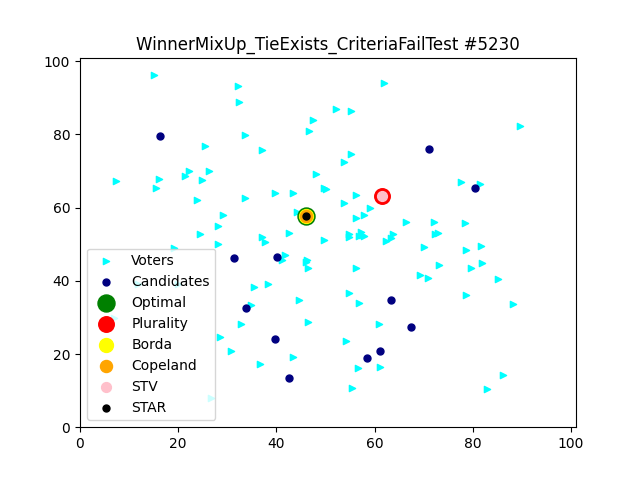 WinnerMixUp_TieExists_CriteriaFailTest #5230
100
80
60
40
20
0
Voters
Candidates
Optimal
Plurality
Borda
Copeland
STV
STAR
0 20 40 60 80 100